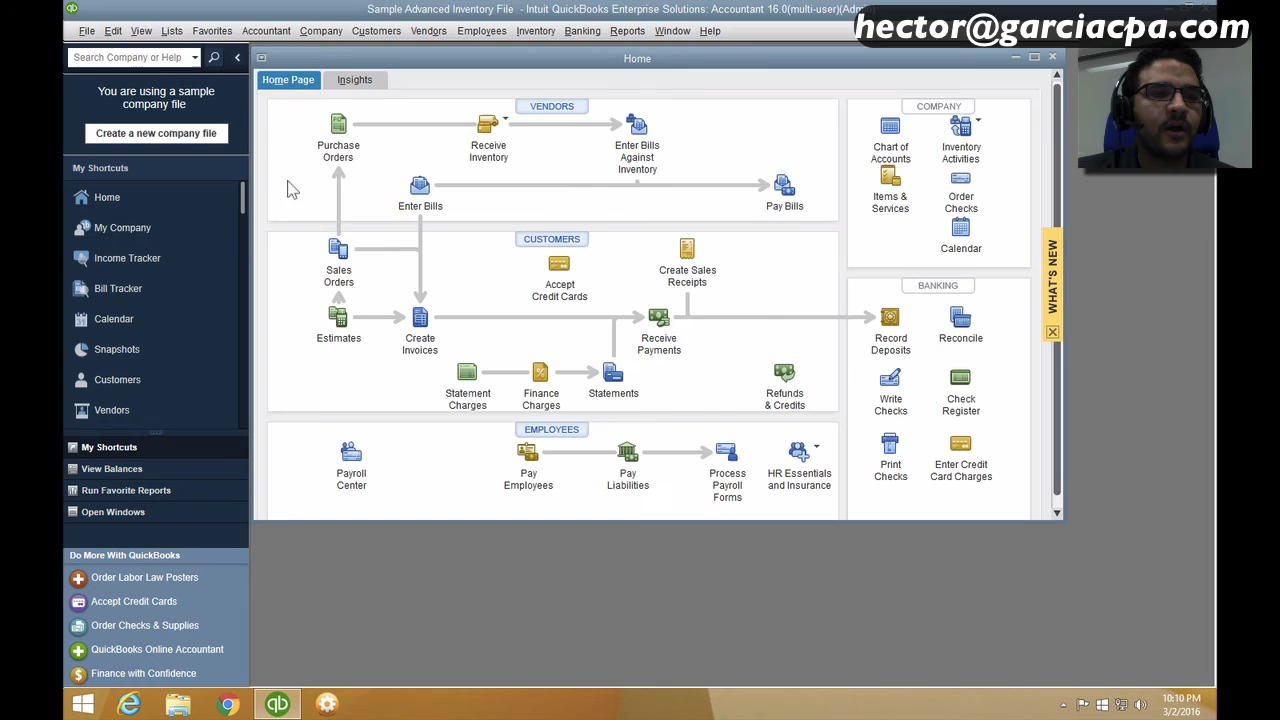 Sample Advanced Inventory File - Intuit QuickBooks Enterprise Solutions: Accountant 16.0(multi-user)(Admin)
hector@garciacpa.com
File Edit View Lists Favorites Accountant Company Customers Vendors Employees Inventory Banking Reports Window Help
Search Company or Help
You are using a
sample
company file
Create a new company file
My Shortcuts
Home
My Company
Income Tracker
Bill Tracker
Calendar
Snapshots
Customers
Vendors
My Shortcuts
View Balances
Run Favorite Reports
Open Windows
Do More With QuickBooks
Order Labor Law Posters
Accept Credit Cards
Order Checks & Supplies
QuickBooks Online Accountant
Finance with Confidence
Home
Home Page
Insights
VENDORS
Purchase
Orders
Receive
Inventory
Enter Bills
Against
Inventory
Enter Bills
Pay Bills
CUSTOMERS
Sales
Orders
Accept
Credit Cards
Create Sales
Receipts
Estimates
Create
Invoices
Receive
Payments
Statement
Charges
Finance
Charges
Statements
Refunds
& Credits
EMPLOYEES
Payroll
Center
Pay
Employees
Pay
Liabilities
Process
Payroll
Forms
HR Essentials
and Insurance
COMPANY
Chart of
Accounts
Inventory
Activities
Items &
Services
Order
Checks
Calendar
BANKING
Record
Deposits
Reconcile
Write
Checks
Check
Register
Print
Checks
Enter Credit
Card Charges
WHAT'S NEW
qb
10:10 PM
3/2/2016